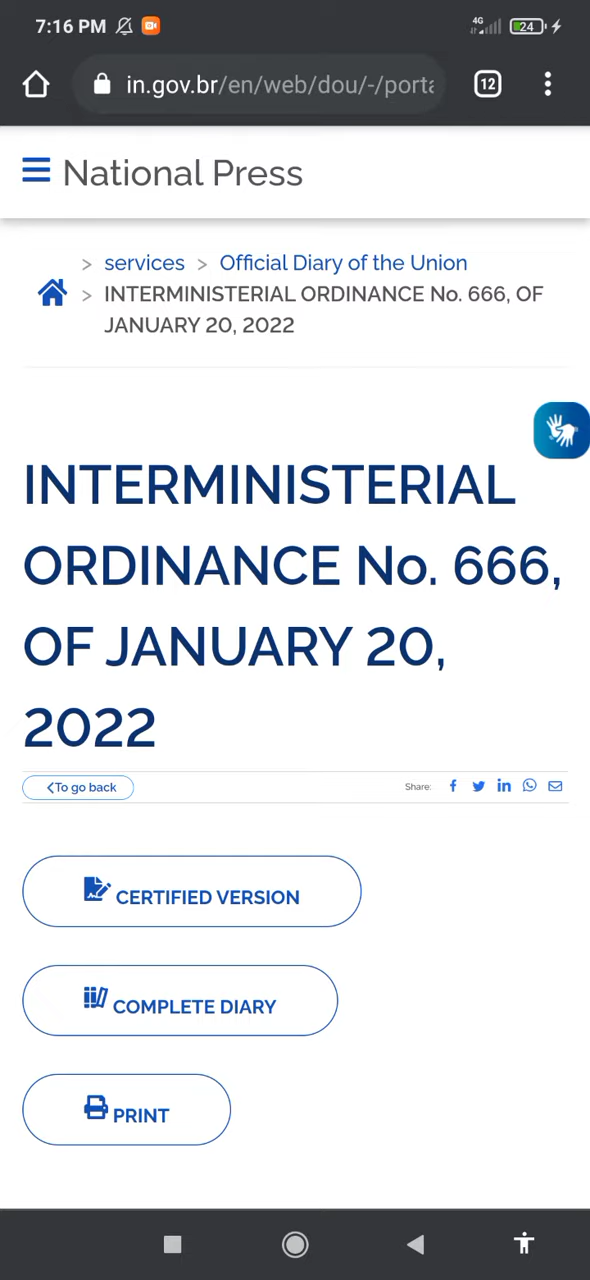 7:16 PM
4G
24
in.gov.br/en/web/dou/-/porta
12
National Press
> services > Official Diary of the Union
> INTERMINISTERIAL ORDINANCE No. 666, OF
JANUARY 20, 2022
INTERMINISTERIAL
ORDINANCE No. 666,
OF JANUARY 20,
2022
To go back
Share:
CERTIFIED VERSION
COMPLETE DIARY
PRINT